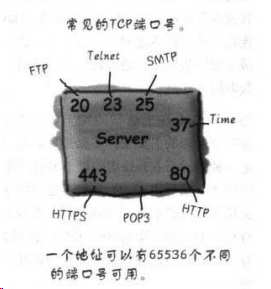 常见的TCP端口号。
Telnet
FTP
SMTP
20 23 25
37
Time
Server
443
80
HTTPS
POP3
HTTP
一个地址可以有65536个不同
的端口号可用。